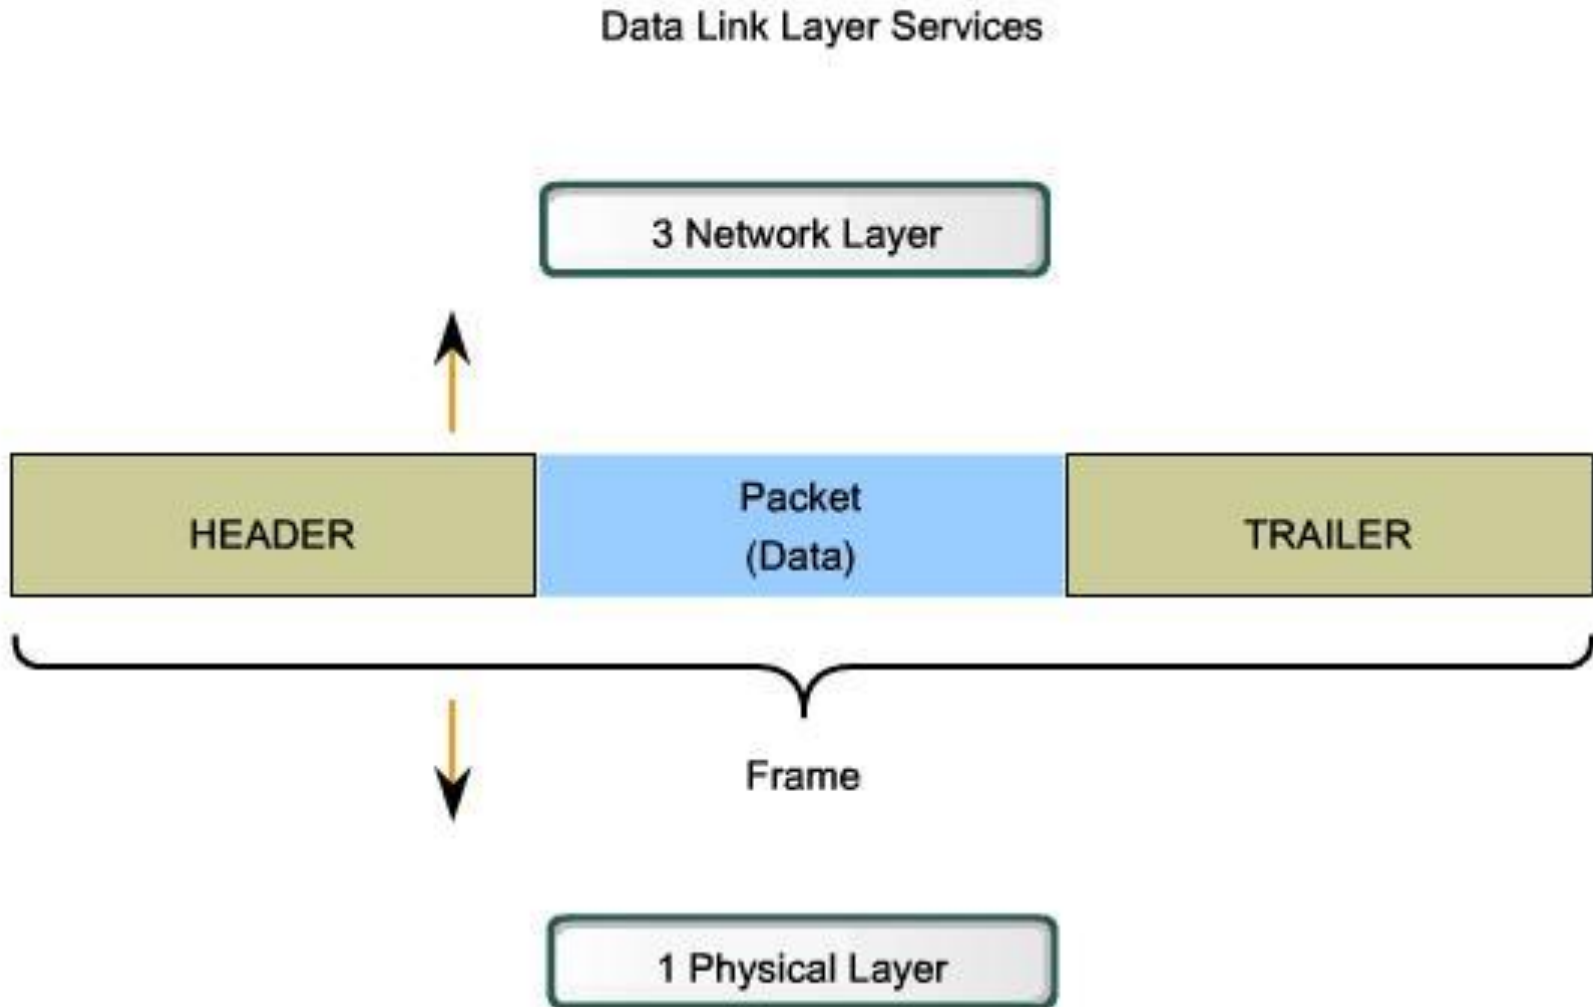 Data Link Layer Services
3 Network Layer
HEADER
Packet
(Data)
TRAILER
Frame
1 Physical Layer